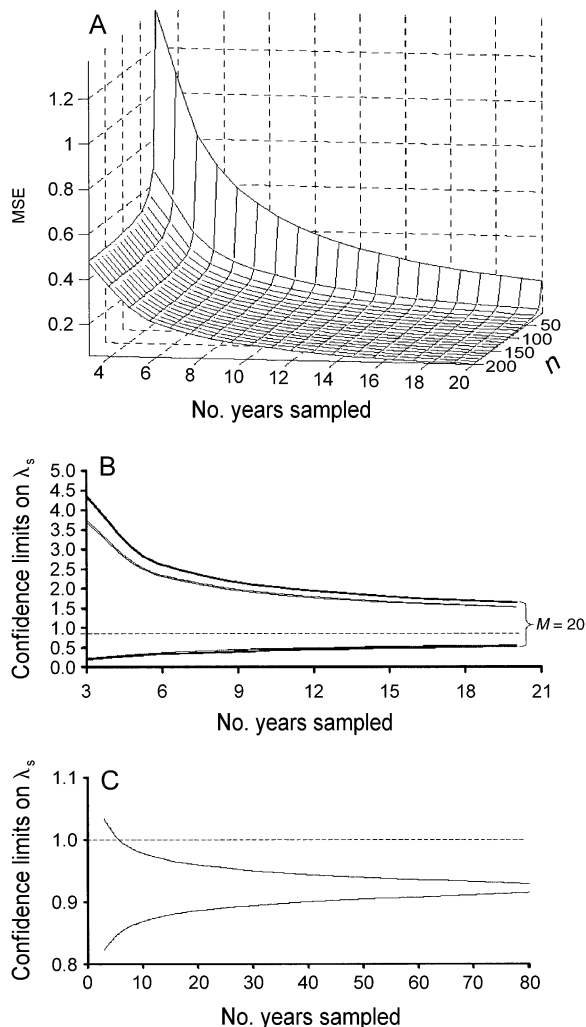 A
MSE
1.2
1
0.8
0.6
0.4
0.2
4 6 8 10 12 14 16 18 20
50
100
150
200
n
No. years sampled
B
Confidence limits on λs
5.0
4.5
4.0
3.5
3.0
2.5
2.0
1.5
1.0
0.5
0.0
M = 20
3 6 9 12 15 18 21
No. years sampled
C
Confidence limits on λs
1.1
1.0
0.9
0.8
0 10 20 30 40 50 60 70 80
No. years sampled